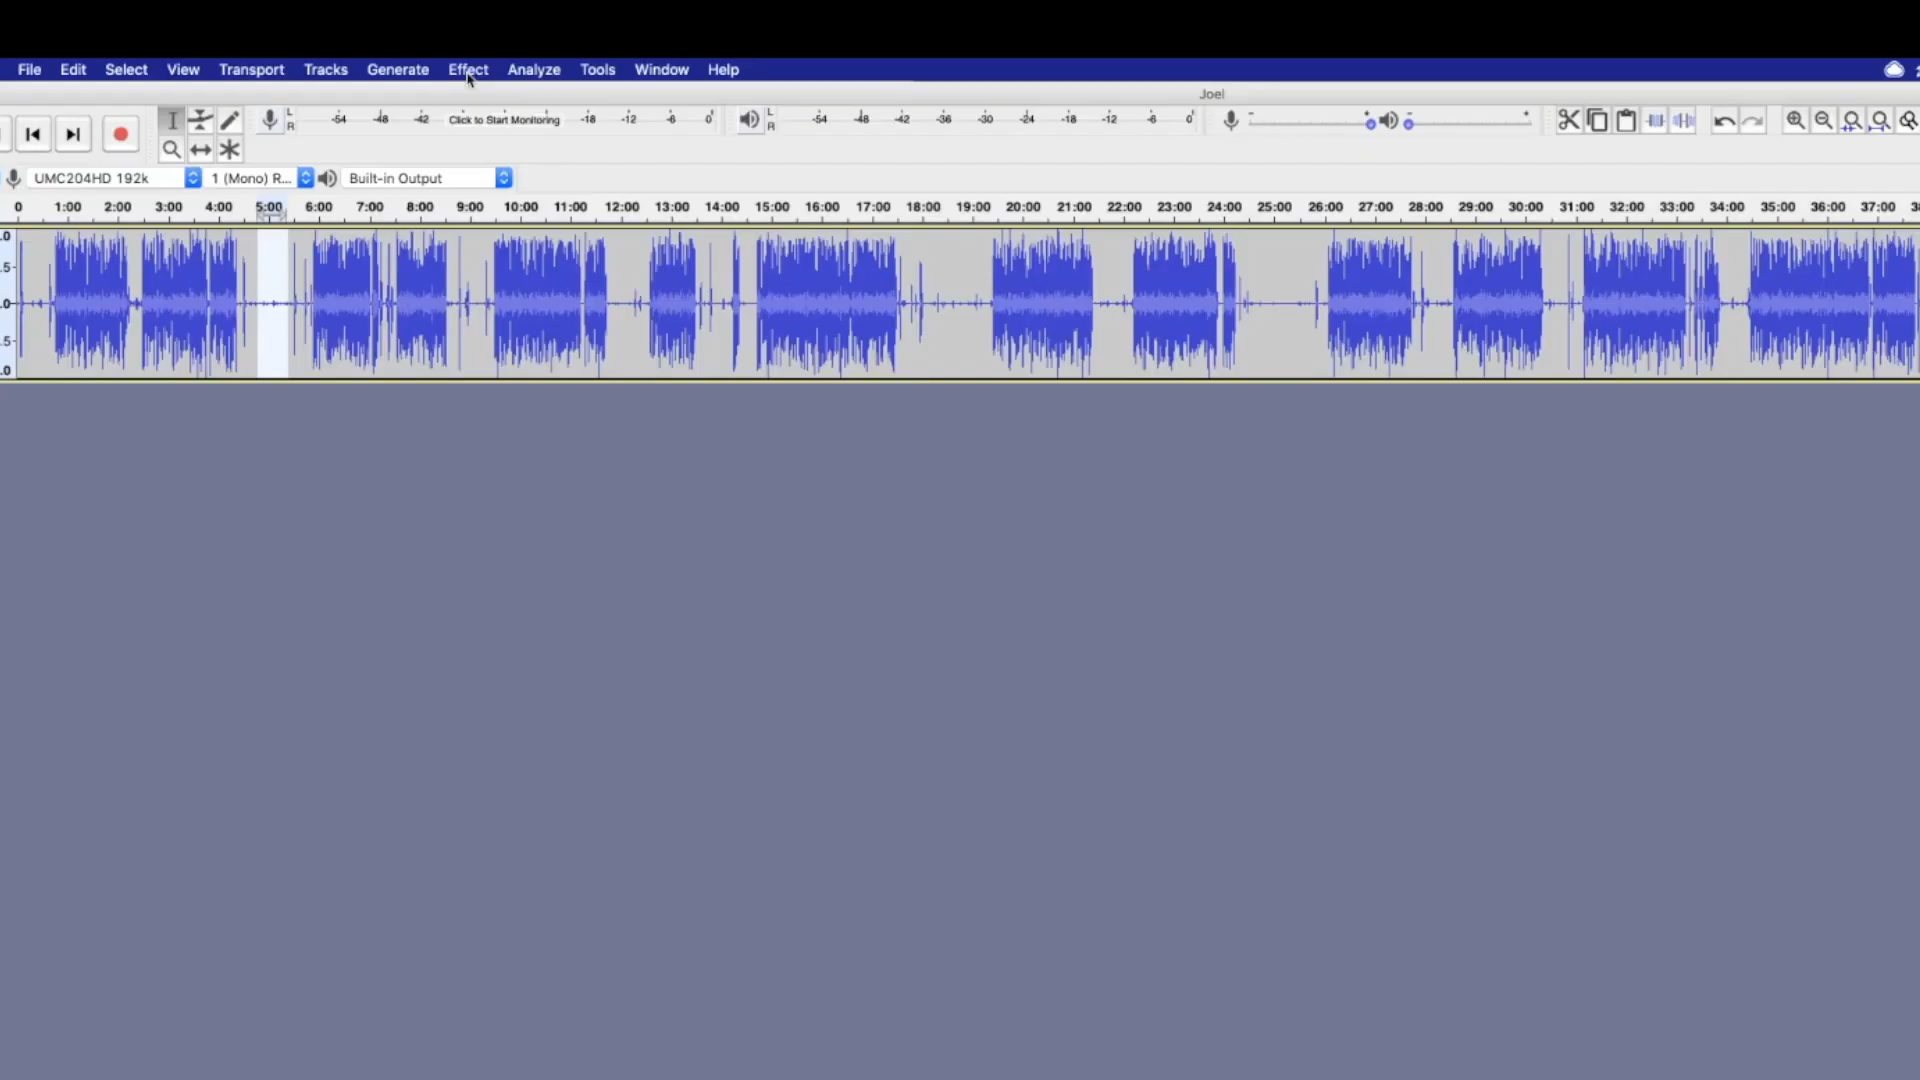 File Edit Select View Transport Tracks Generate Effect Analyze Tools Window Help
Joel
L
R
-54 -48 -42 Click to Start Monitoring -18 -12 -6 0
L
R
-54 -48 -42 -36 -30 -24 -18 -12 -6 0
- + - +
UMC204HD 192k 1 (Mono) R... Built-in Output
0 1:00 2:00 3:00 4:00 5:00 6:00 7:00 8:00 9:00 10:00 11:00 12:00 13:00 14:00 15:00 16:00 17:00 18:00 19:00 20:00 21:00 22:00 23:00 24:00 25:00 26:00 27:00 28:00 29:00 30:00 31:00 32:00 33:00 34:00 35:00 36:00 37:00
.0
.5-
.0
.5-
.0